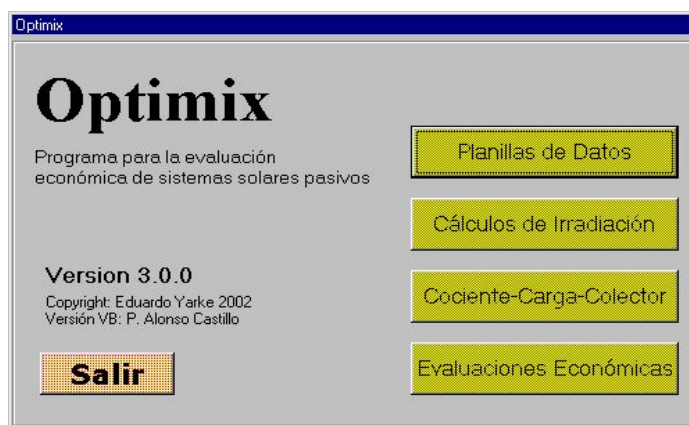 Optimix
Optimix
Programa para la evaluación
económica de sistemas solares pasivos
Version 3.0.0
Copyright: Eduardo Yarke 2002
Versión VB: P. Alonso Castillo
Salir
Planillas de Datos
Cálculos de Irradiación
Cociente-Carga-Colector
Evaluaciones Económicas